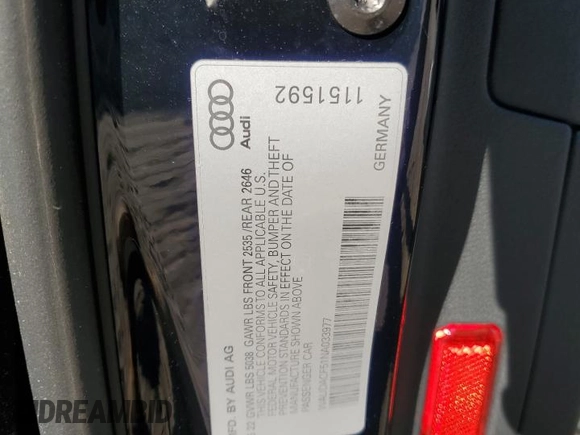 MFD. BY AUDI AG
22 GVWR LBS 5038 GAWR LBS FRONT 2535/REAR 2646
THIS VEHICLE CONFORMS TO ALL APPLICABLE U.S.
FEDERAL MOTOR VEHICLE SAFETY, BUMPER AND THEFT
PREVENTION STANDARDS IN EFFECT ON THE DATE OF
MANUFACTURE SHOWN ABOVE
PASSENGER CAR
Audi
1151592
GERMANY
DREAMBID